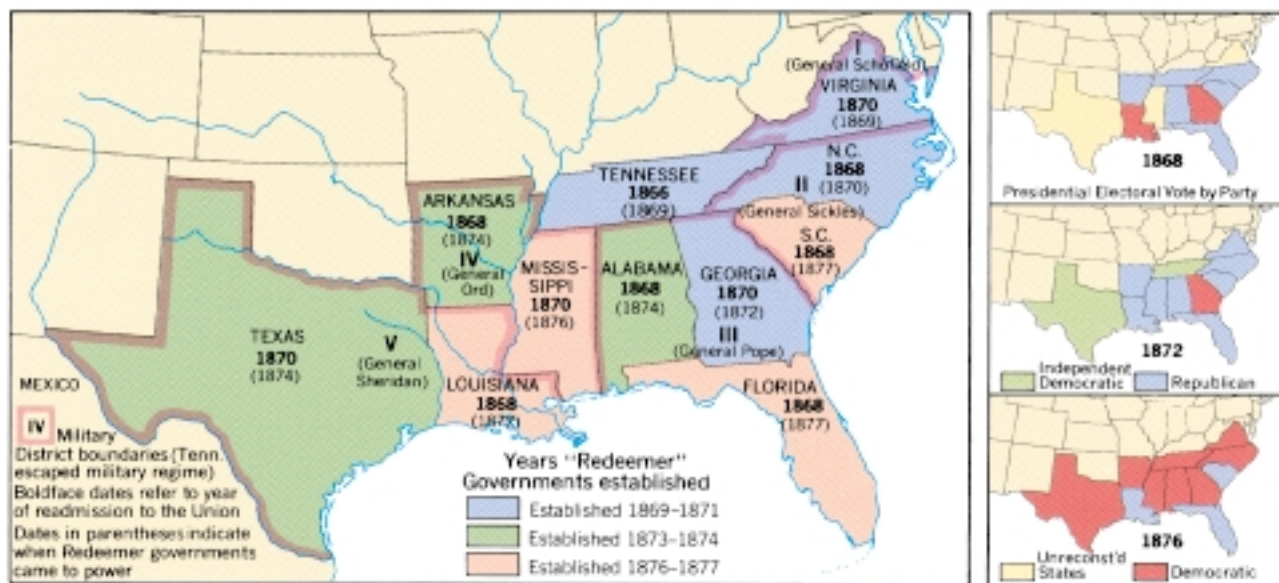 I
(General Schofield)
VIRGINIA
1870
(1869)
TENNESSEE
1866
(1869)
N.C.
1868
II (1870)
(General Sickles)
S.C.
1868
(1877)
ARKANSAS
1868
(1874)
IV
(General
Ord)
MISSIS-
SIPPI
1870
(1876)
ALABAMA
1868
(1874)
GEORGIA
1870
(1872)
III
(General Pope)
TEXAS
1870
(1874)
V
(General
Sheridan)
LOUISIANA
1868
(1877)
FLORIDA
1868
(1877)
MEXICO
IV Military
District boundaries (Tenn.
escaped military regime)
Boldface dates refer to year
of readmission to the Union
Dates in parentheses indicate
when Redeemer governments
came to power
Years "Redeemer"
Governments established
Established 1869–1871
Established 1873–1874
Established 1876–1877
1868
Presidential Electoral Vote by Party
1872
Independent
Democratic
Republican
1876
Unreconst'd
States
Democratic